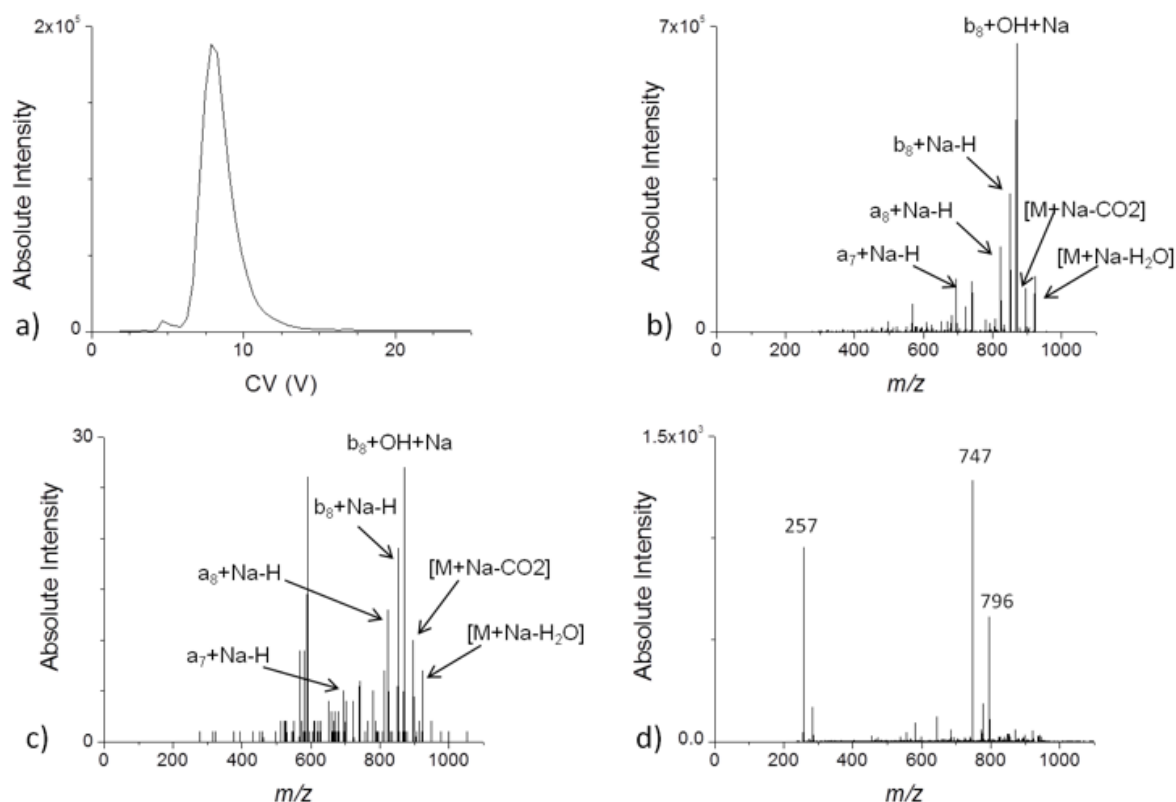 2x10⁵
Absolute Intensity
0
a)
0 10 20
CV (V)
7x10⁵
Absolute Intensity
0
b)
b₈+OH+Na
b₈+Na-H
a₈+Na-H
[M+Na-CO2]
a₇+Na-H
[M+Na-H₂O]
0 200 400 600 800 1000
m/z
30
Absolute Intensity
0
c)
b₈+OH+Na
b₈+Na-H
[M+Na-CO2]
a₈+Na-H
[M+Na-H₂O]
a₇+Na-H
0 200 400 600 800 1000
m/z
1.5x10³
Absolute Intensity
0.0
d)
747
257
796
0 200 400 600 800 1000
m/z